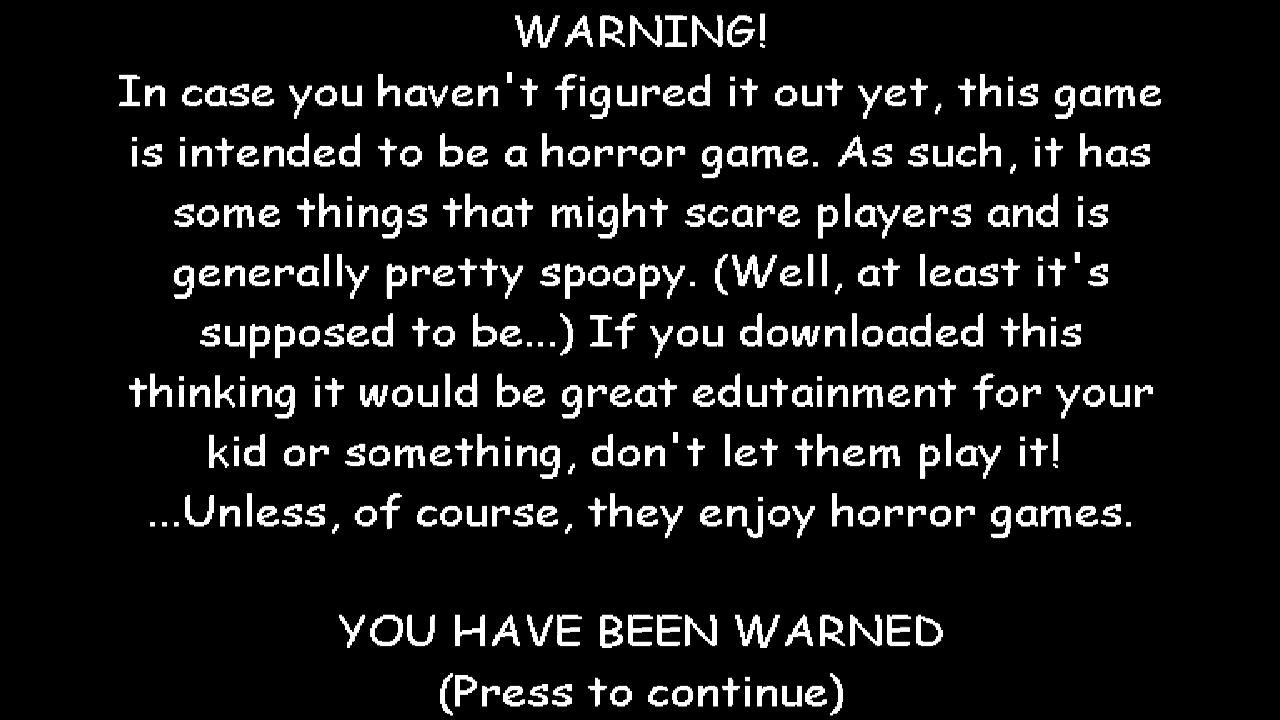 WARNING!
In case you haven't figured it out yet, this game
is intended to be a horror game. As such, it has
some things that might scare players and is
generally pretty spoopy. (Well, at least it's
supposed to be...) If you downloaded this
thinking it would be great edutainment for your
kid or something, don't let them play it!
...Unless, of course, they enjoy horror games.
YOU HAVE BEEN WARNED
(Press to continue)